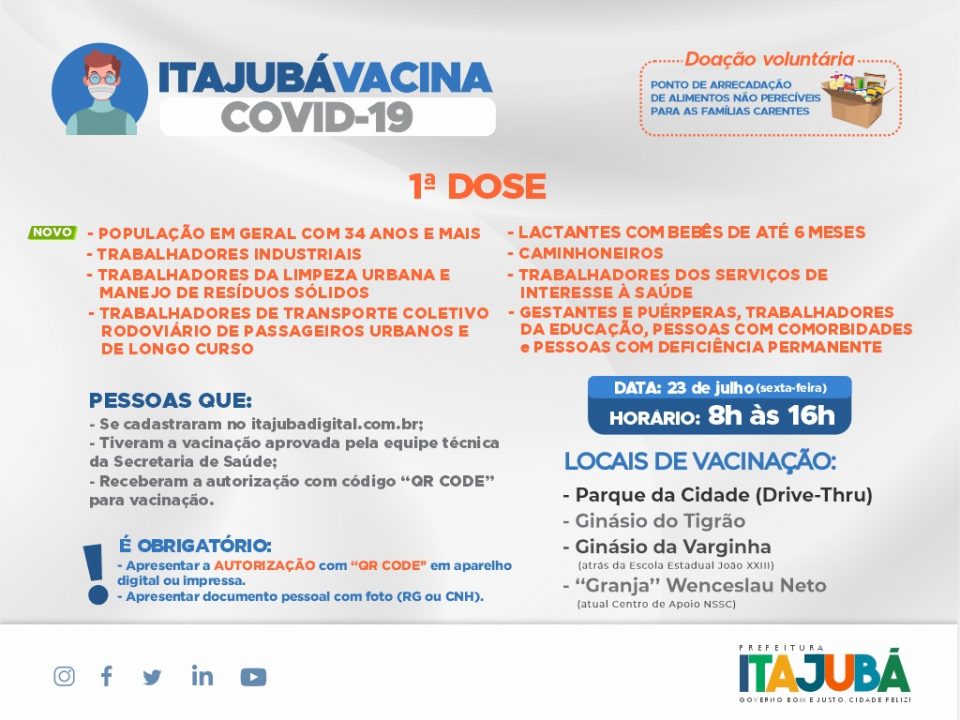 ITAJUBÁVACINA
COVID-19
Doação voluntária
PONTO DE ARRECADAÇÃO
DE ALIMENTOS NÃO PERECÍVEIS
PARA AS FAMÍLIAS CARENTES
1ª DOSE
NOVO
- POPULAÇÃO EM GERAL COM 34 ANOS E MAIS
- TRABALHADORES INDUSTRIAIS
- TRABALHADORES DA LIMPEZA URBANA E
MANEJO DE RESÍDUOS SÓLIDOS
- TRABALHADORES DE TRANSPORTE COLETIVO
RODOVIÁRIO DE PASSAGEIROS URBANOS E
DE LONGO CURSO
- LACTANTES COM BEBÊS DE ATÉ 6 MESES
- CAMINHONEIROS
- TRABALHADORES DOS SERVIÇOS DE
INTERESSE À SAÚDE
- GESTANTES E PUÉRPERAS, TRABALHADORES
DA EDUCAÇÃO, PESSOAS COM COMORBIDADES
e PESSOAS COM DEFICIÊNCIA PERMANENTE
PESSOAS QUE:
- Se cadastraram no itajubadigital.com.br;
- Tiveram a vacinação aprovada pela equipe técnica
da Secretaria de Saúde;
- Receberam a autorização com código “QR CODE”
para vacinação.
! É OBRIGATÓRIO:
- Apresentar a AUTORIZAÇÃO com “QR CODE” em aparelho
digital ou impressa.
- Apresentar documento pessoal com foto (RG ou CNH).
DATA: 23 de julho (sexta-feira)
HORÁRIO: 8h às 16h
LOCAIS DE VACINAÇÃO:
- Parque da Cidade (Drive-Thru)
- Ginásio do Tigrão
- Ginásio da Varginha
(atrás da Escola Estadual João XXIII)
- “Granja” Wenceslau Neto
(atual Centro de Apoio NSSC)
PREFEITURA
ITAJUBÁ
GOVERNO BOM E JUSTO. CIDADE FELIZ!